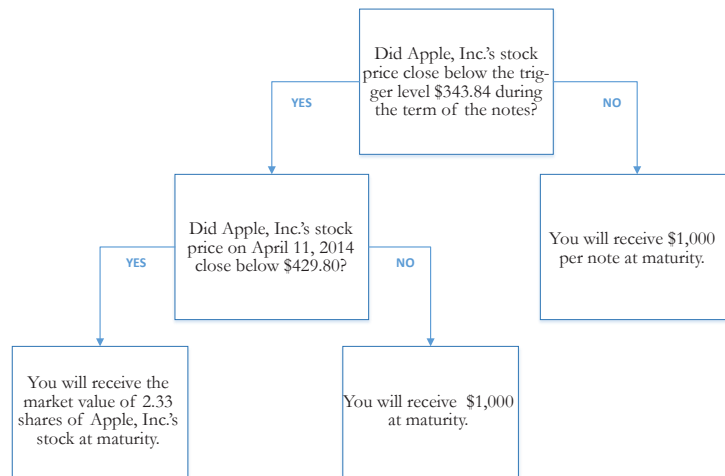 Did Apple, Inc.'s stock
price close below the trig-
ger level $343.84 during
the term of the notes?
YES
NO
Did Apple, Inc.'s stock
price on April 11, 2014
close below $429.80?
You will receive $1,000
per note at maturity.
YES
NO
You will receive the
market value of 2.33
shares of Apple, Inc.'s
stock at maturity.
You will receive $1,000
at maturity.